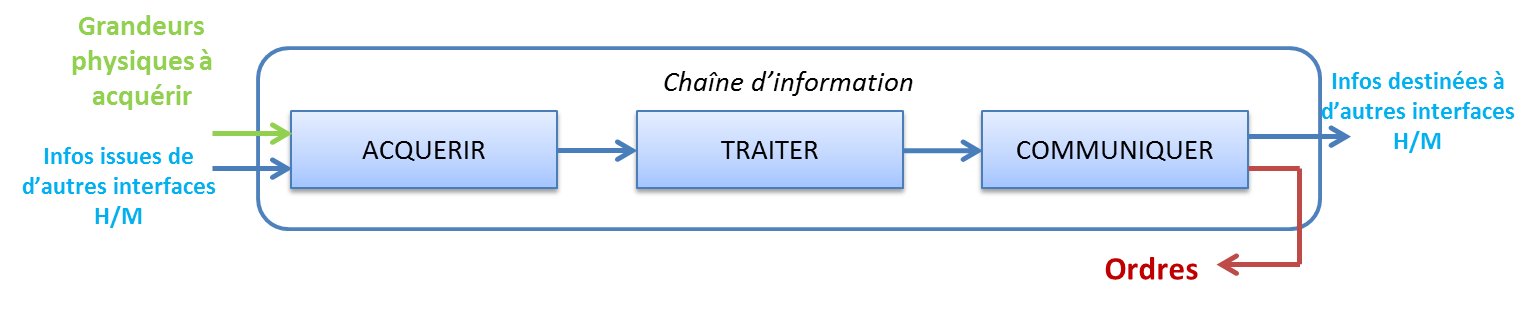 Grandeurs
physiques à
acquérir
Infos issues de
d'autres interfaces
H/M
Chaîne d'information
ACQUERIR
TRAITER
COMMUNIQUER
Infos destinées à
d'autres interfaces
H/M
Ordres